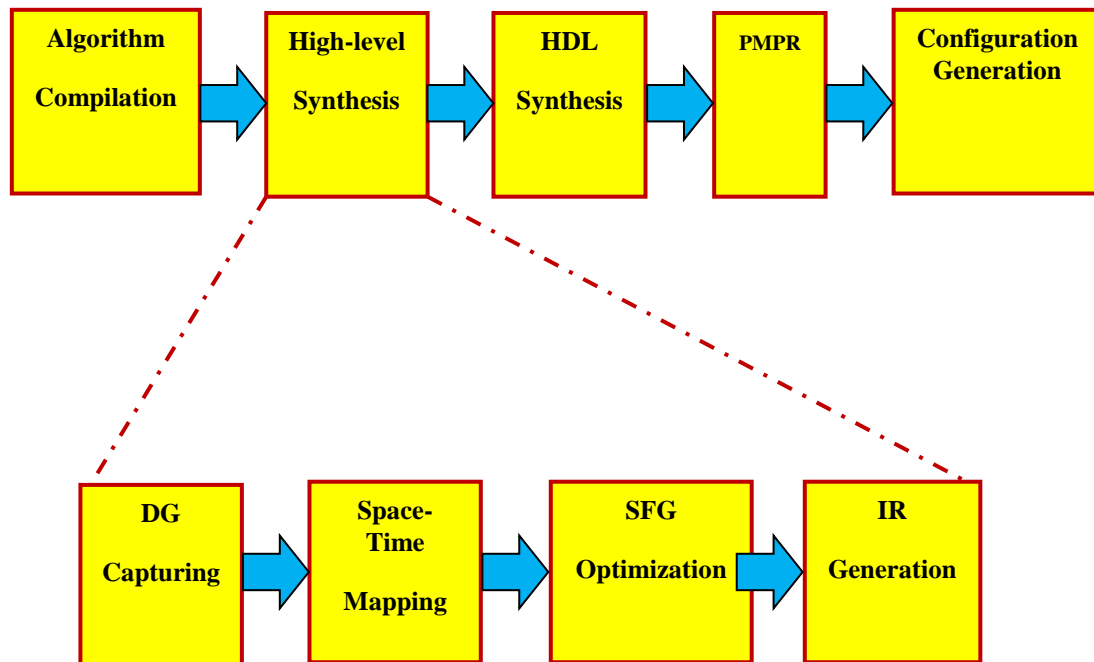 Algorithm
Compilation
High-level
Synthesis
HDL
Synthesis
PMPR
Configuration
Generation
DG
Capturing
Space-
Time
Mapping
SFG
Optimization
IR
Generation